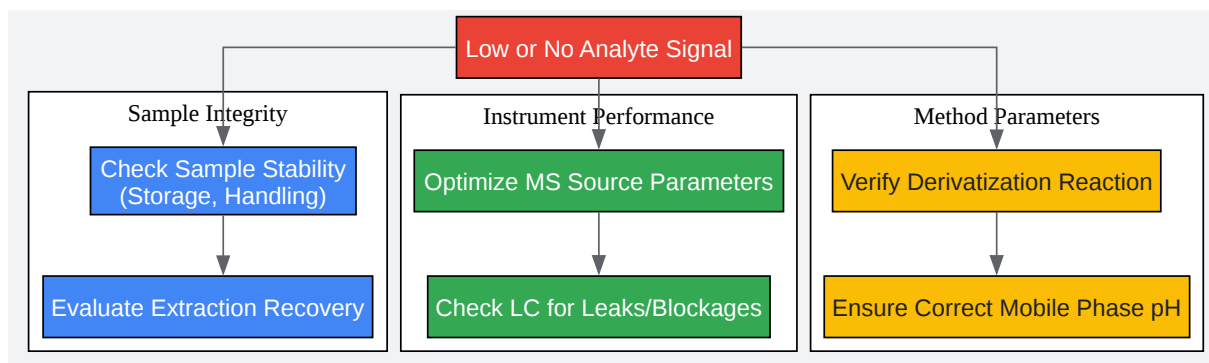 Low or No Analyte Signal
Sample Integrity
Check Sample Stability
(Storage, Handling)
Evaluate Extraction Recovery
Instrument Performance
Optimize MS Source Parameters
Check LC for Leaks/Blockages
Method Parameters
Verify Derivatization Reaction
Ensure Correct Mobile Phase pH